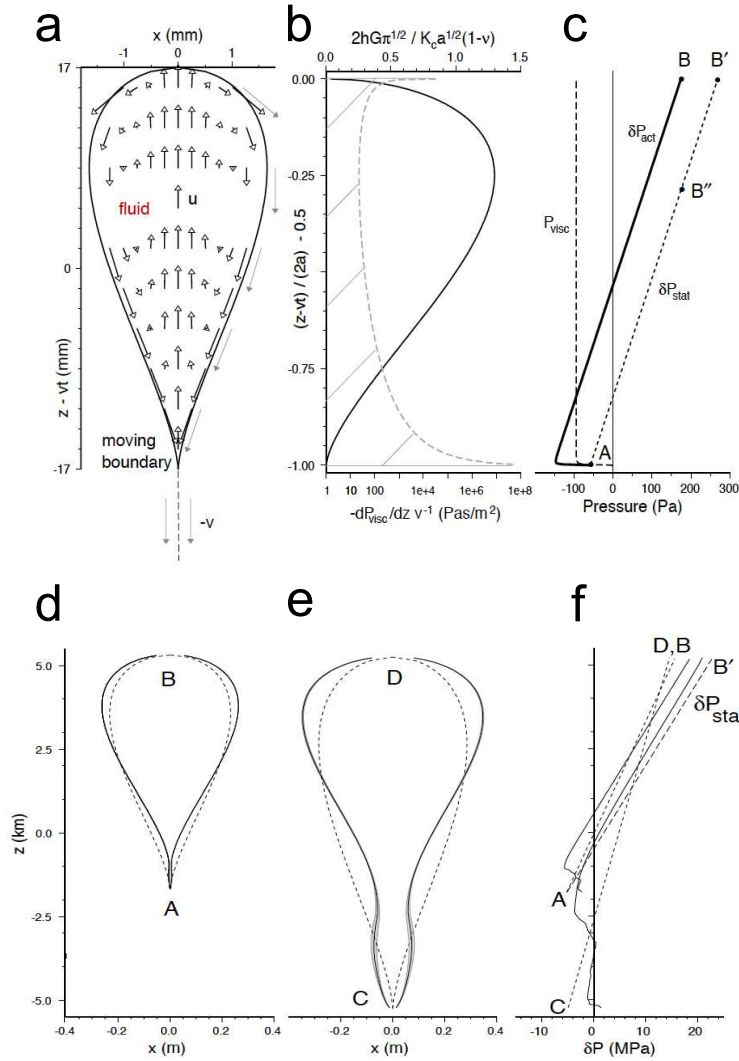 a
x (mm)
-1 0 1
17
0
-17
z - vt (mm)
fluid
u
moving
boundary
-v
b
2hGπ^1/2 / K_c a^1/2(1-ν)
0.0 0.5 1.0 1.5
0.00
-0.25
-0.75
-1.00
(z-vt) / (2a) - 0.5
1 10 100 1e+4 1e+6 1e+8
-dP_visc/dz v^-1 (Pas/m^2)
c
B B′
δP_act
B″
P_visc
δP_stat
A
-100 0 100 200 300
Pressure (Pa)
d
5.0
2.5
0.0
-2.5
-5.0
z (km)
B
A
-0.4 -0.2 0.0 0.2 0.4
x (m)
e
D
C
-0.4 -0.2 0.0 0.2 0.4
x (m)
f
D,B
B′
δP_sta
A
C
-10 0 10 20
δP (MPa)